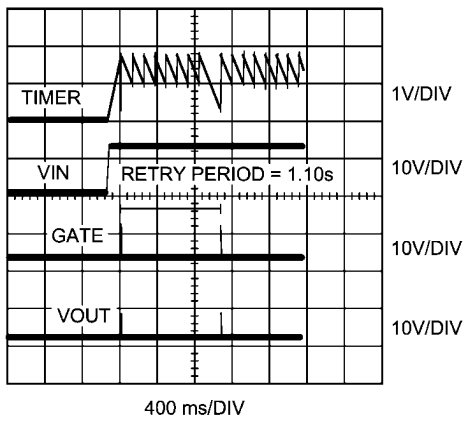 TIMER
1V/DIV
VIN
RETRY PERIOD = 1.10s
10V/DIV
GATE
10V/DIV
VOUT
10V/DIV
400 ms/DIV